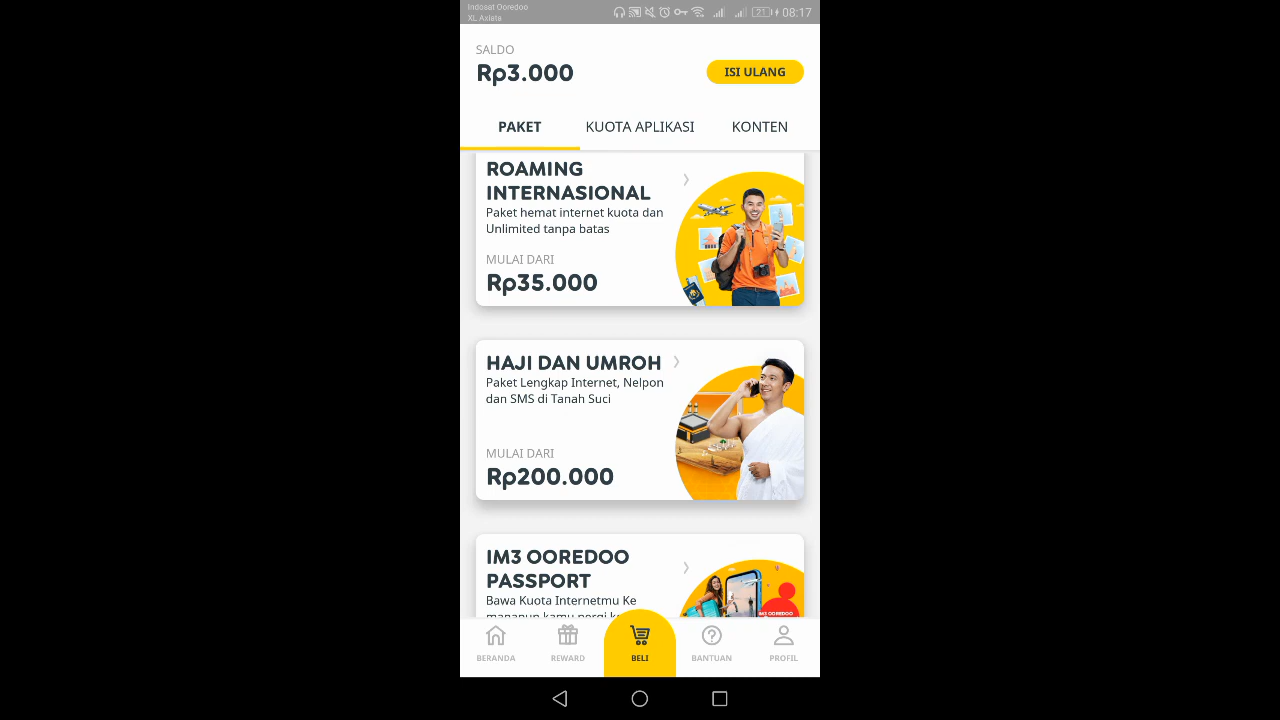 Indosat Ooredoo
XL Axiata
21
08:17
SALDO
Rp3.000
ISI ULANG
PAKET
KUOTA APLIKASI
KONTEN
ROAMING
INTERNASIONAL
Paket hemat internet kuota dan
Unlimited tanpa batas
MULAI DARI
Rp35.000
HAJI DAN UMROH
Paket Lengkap Internet, Nelpon
dan SMS di Tanah Suci
MULAI DARI
Rp200.000
IM3 OOREDOO
PASSPORT
Bawa Kuota Internetmu Ke
IM3 OOREDOO
BERANDA
REWARD
BELI
BANTUAN
PROFIL